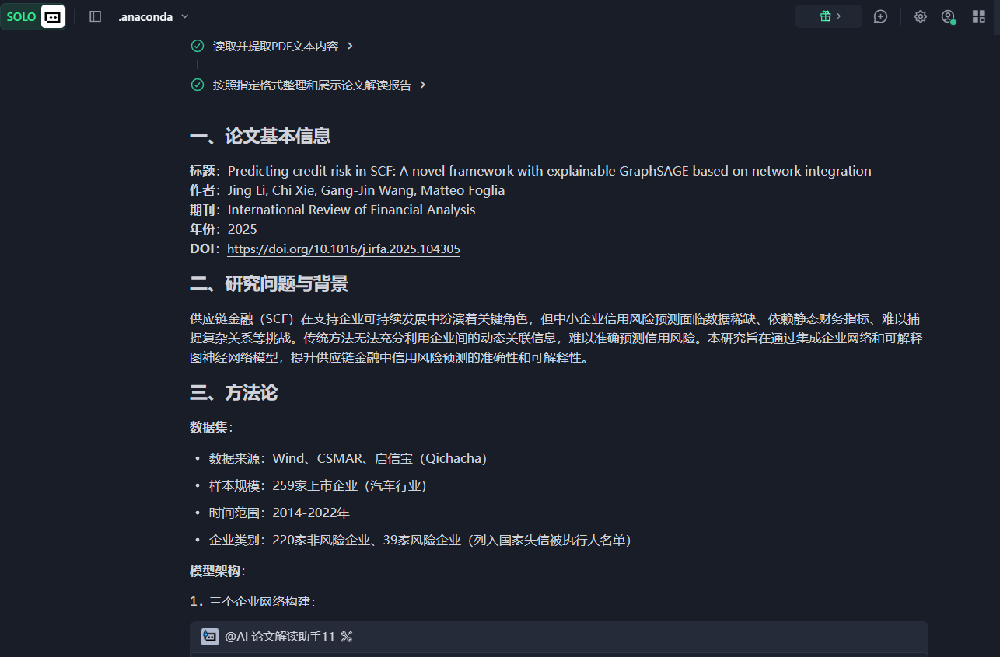 SOLO .anaconda
读取并提取PDF文本内容
按照指定格式整理和展示论文解读报告
一、论文基本信息
标题：Predicting credit risk in SCF: A novel framework with explainable GraphSAGE based on network integration
作者：Jing Li, Chi Xie, Gang-Jin Wang, Matteo Foglia
期刊：International Review of Financial Analysis
年份：2025
DOI：https://doi.org/10.1016/j.irfa.2025.104305
二、研究问题与背景
供应链金融（SCF）在支持企业可持续发展中扮演着关键角色，但中小企业信用风险预测面临数据稀缺、依赖静态财务指标、难以捕
捉复杂关系等挑战。传统方法无法充分利用企业间的动态关联信息，难以准确预测信用风险。本研究旨在通过集成企业网络和可解释
图神经网络模型，提升供应链金融中信用风险预测的准确性和可解释性。
三、方法论
数据集：
• 数据来源：Wind、CSMAR、启信宝（Qichacha）
• 样本规模：259家上市企业（汽车行业）
• 时间范围：2014-2022年
• 企业类别：220家非风险企业、39家风险企业（列入国家失信被执行人名单）
模型架构：
1. 三个企业网络构建：
@AI 论文解读助手11